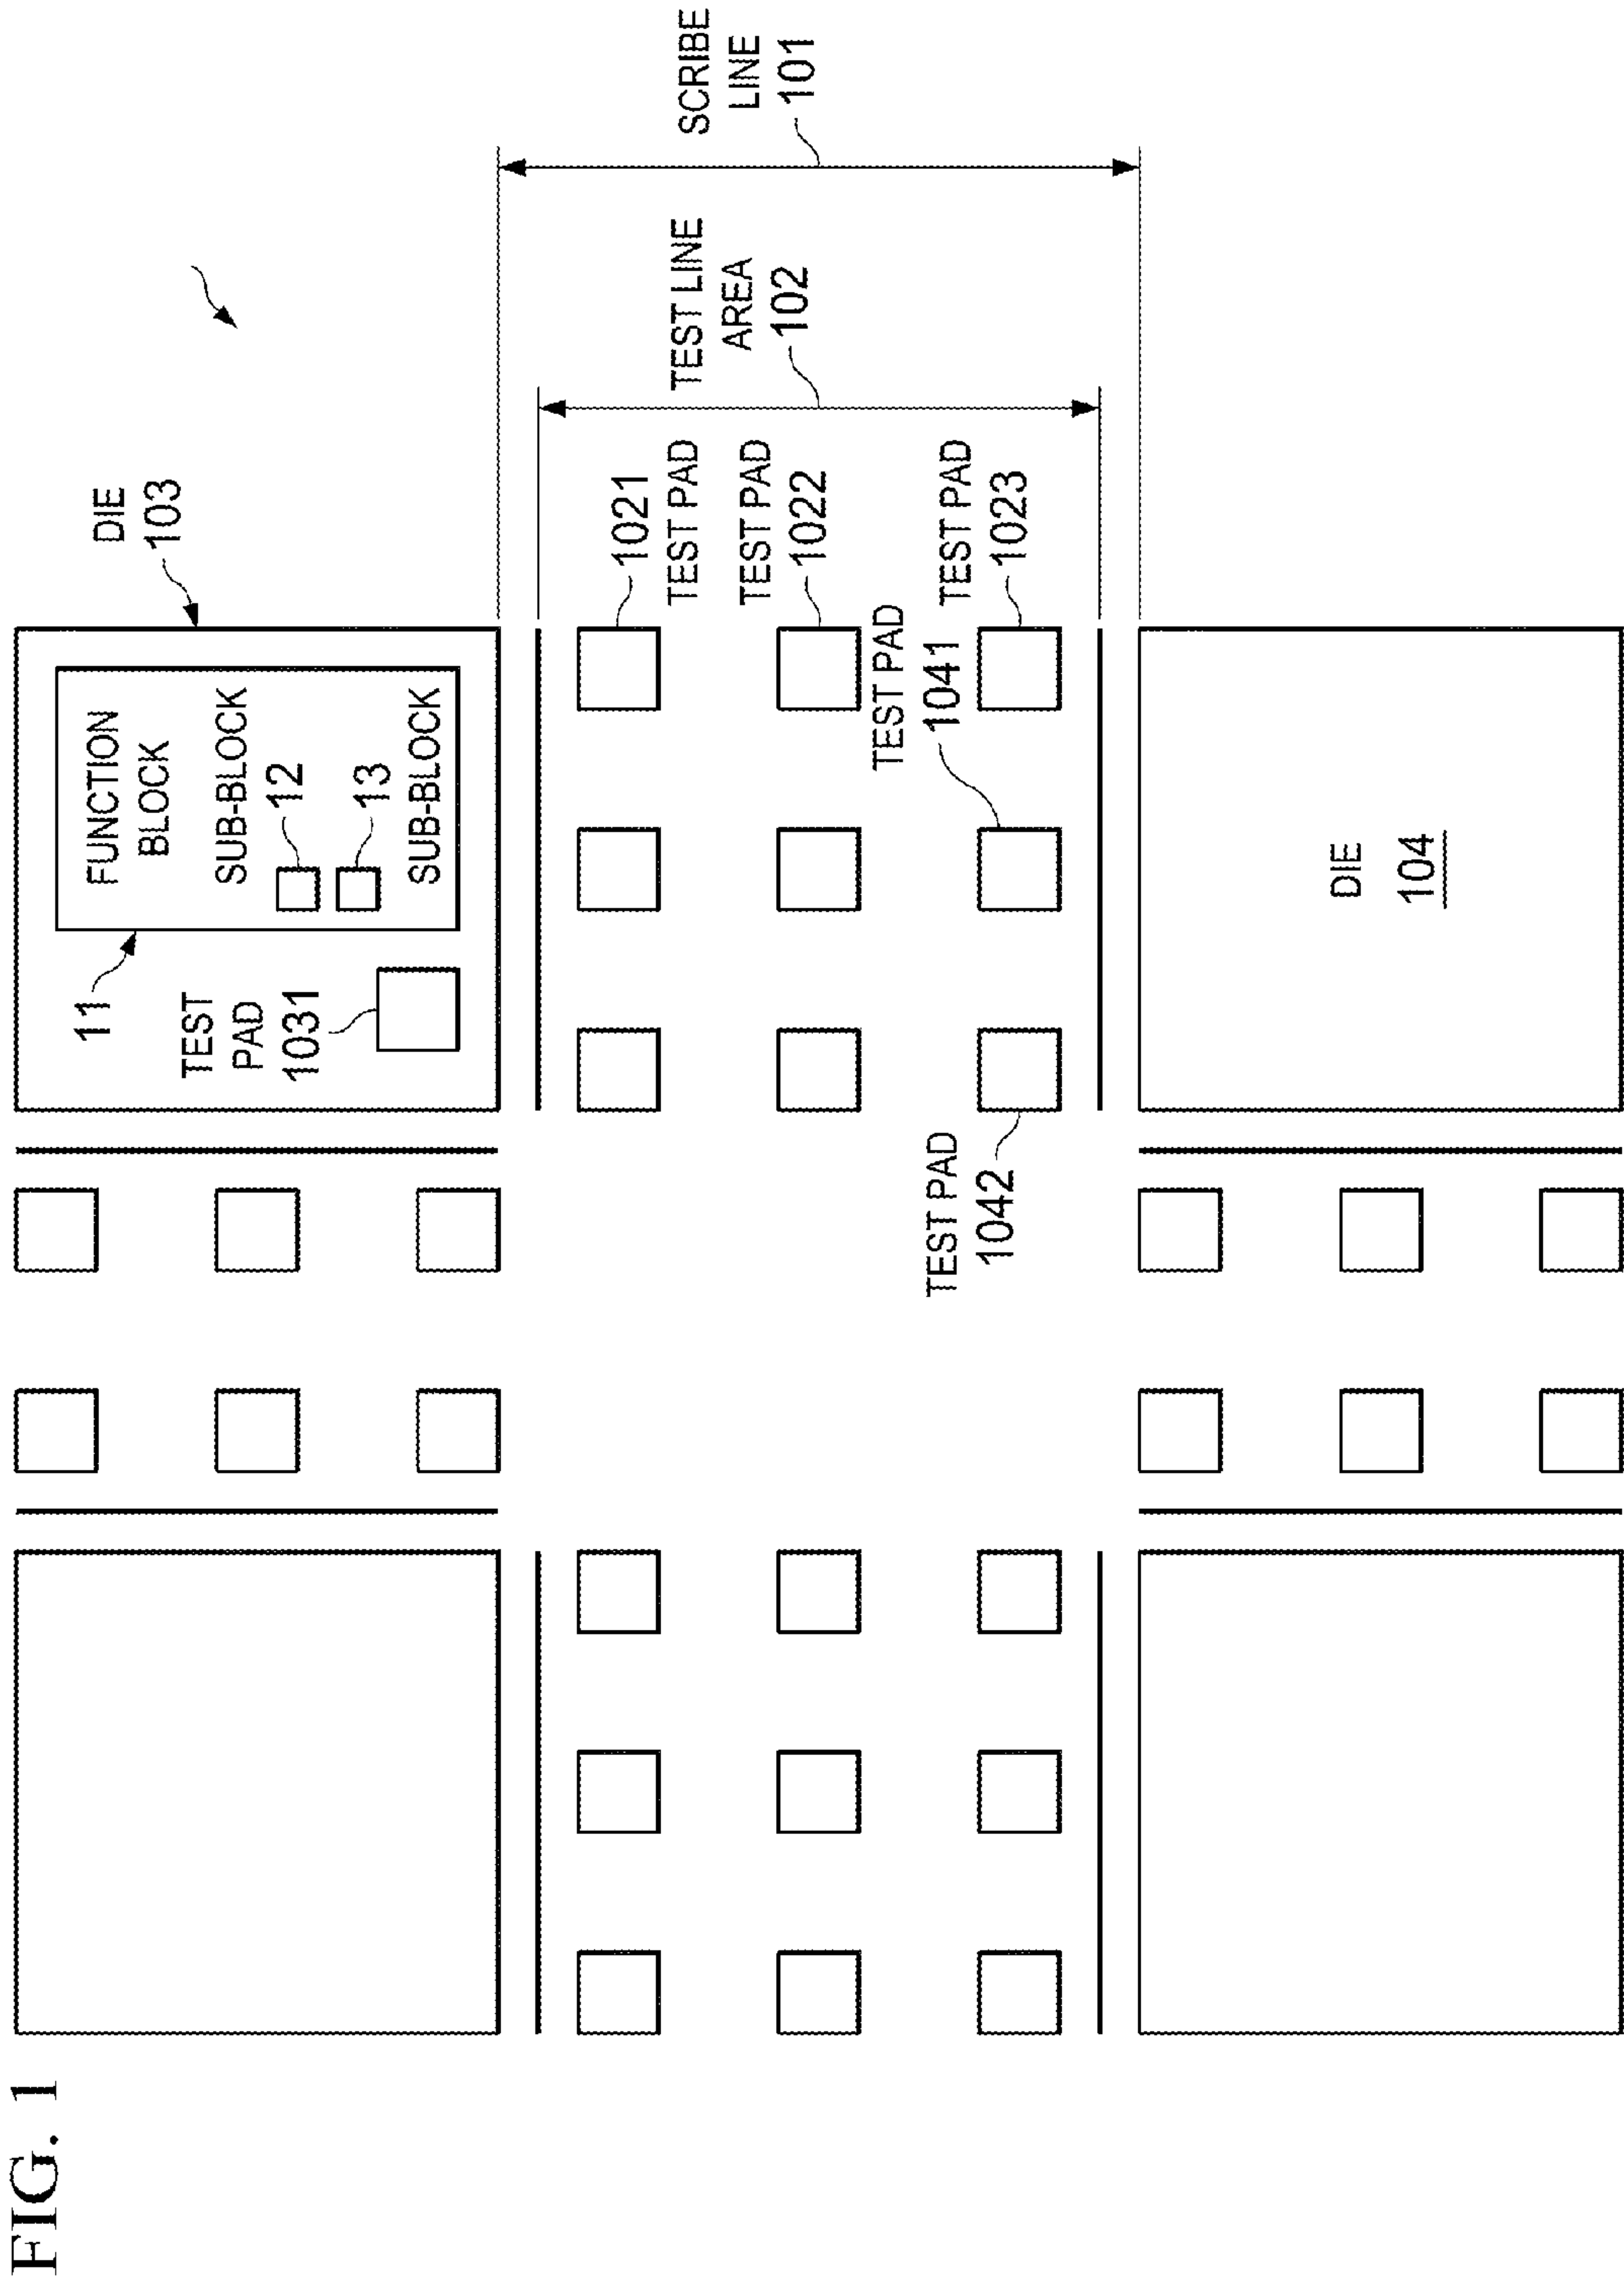 FIG. 1
DIE
103
FUNCTION
BLOCK
11
SUB-BLOCK
12
13
SUB-BLOCK
TEST
PAD
1031
SCRIBE
LINE
101
TEST LINE
AREA
102
1021
TEST PAD
TEST PAD
1022
TEST PAD
1041
TEST PAD
1023
TEST PAD
1042
DIE
104